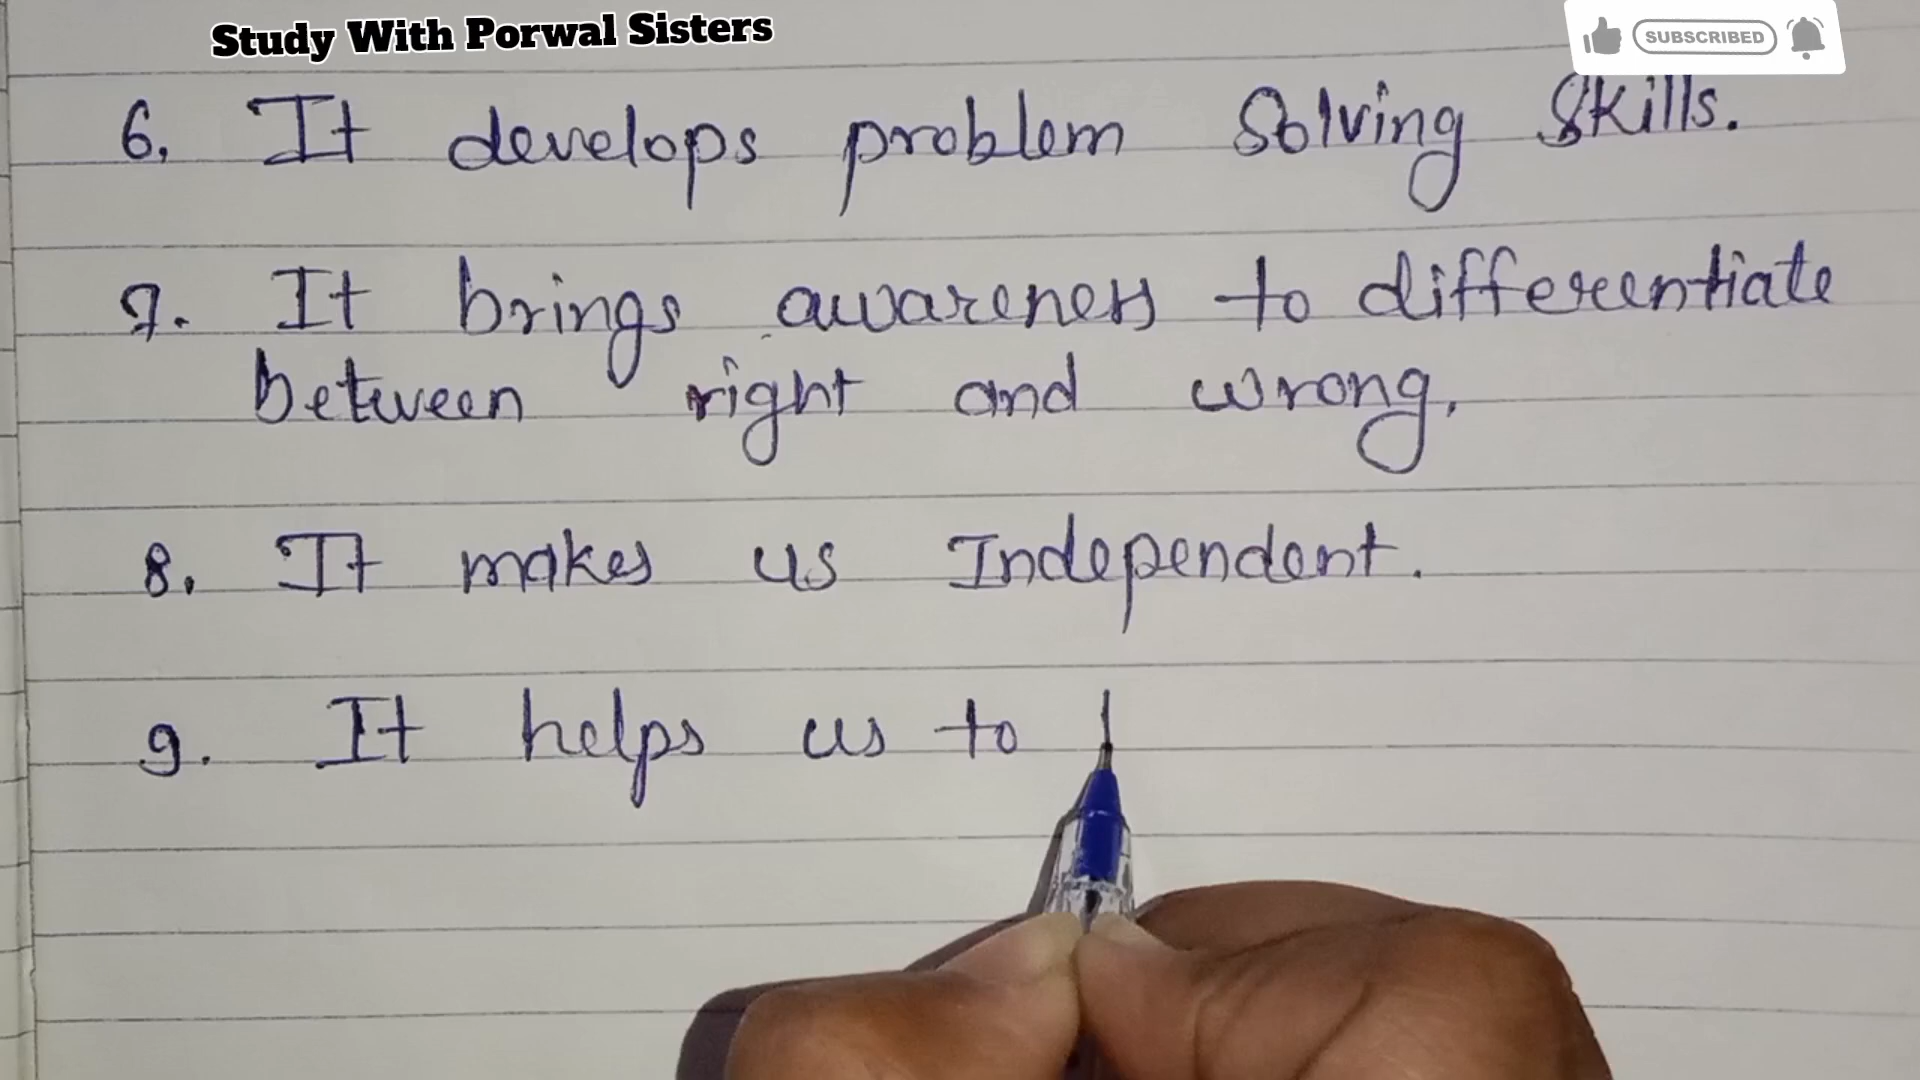 Study With Porwal Sisters
SUBSCRIBED
6. It develops problem Solving Skills.
7. It brings awareness to differentiate
between right and wrong.
8. It makes us Independent.
9. It helps us to